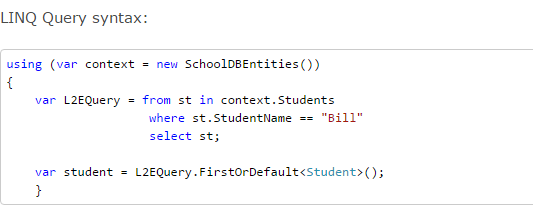 LINQ Query syntax:
using (var context = new SchoolDBEntities())
{
    var L2EQuery = from st in context.Students
                   where st.StudentName == "Bill"
                   select st;

    var student = L2EQuery.FirstOrDefault<Student>();
    }